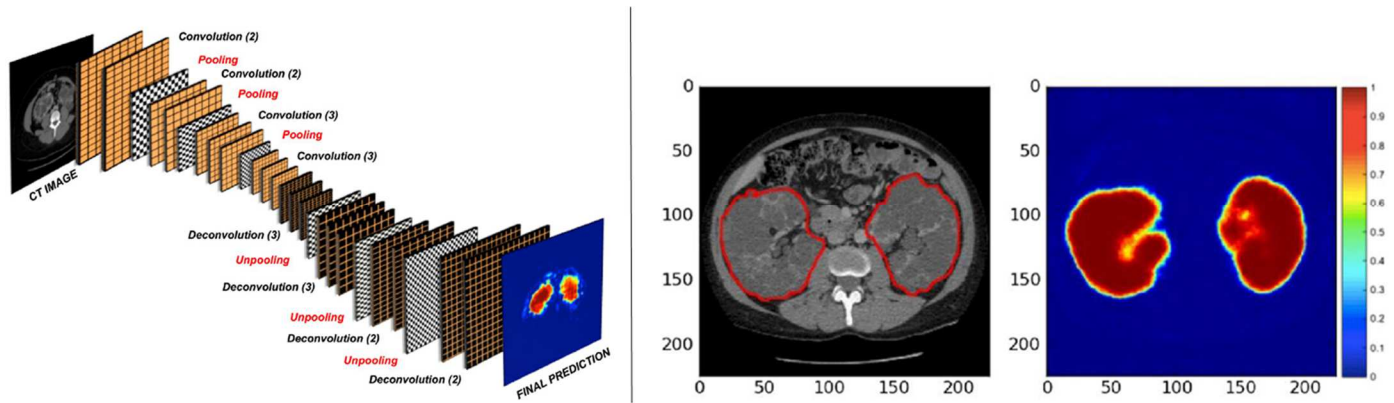 Convolution (2)
Pooling
Convolution (2)
Pooling
Convolution (3)
Pooling
Convolution (3)
CT IMAGE
Deconvolution (3)
Unpooling
Deconvolution (3)
Unpooling
Deconvolution (2)
Unpooling
Deconvolution (2)
FINAL PREDICTION
0
50
100
150
200
0 50 100 150 200
0
50
100
150
200
0 50 100 150 200
1
0.9
0.8
0.7
0.6
0.5
0.4
0.3
0.2
0.1
0